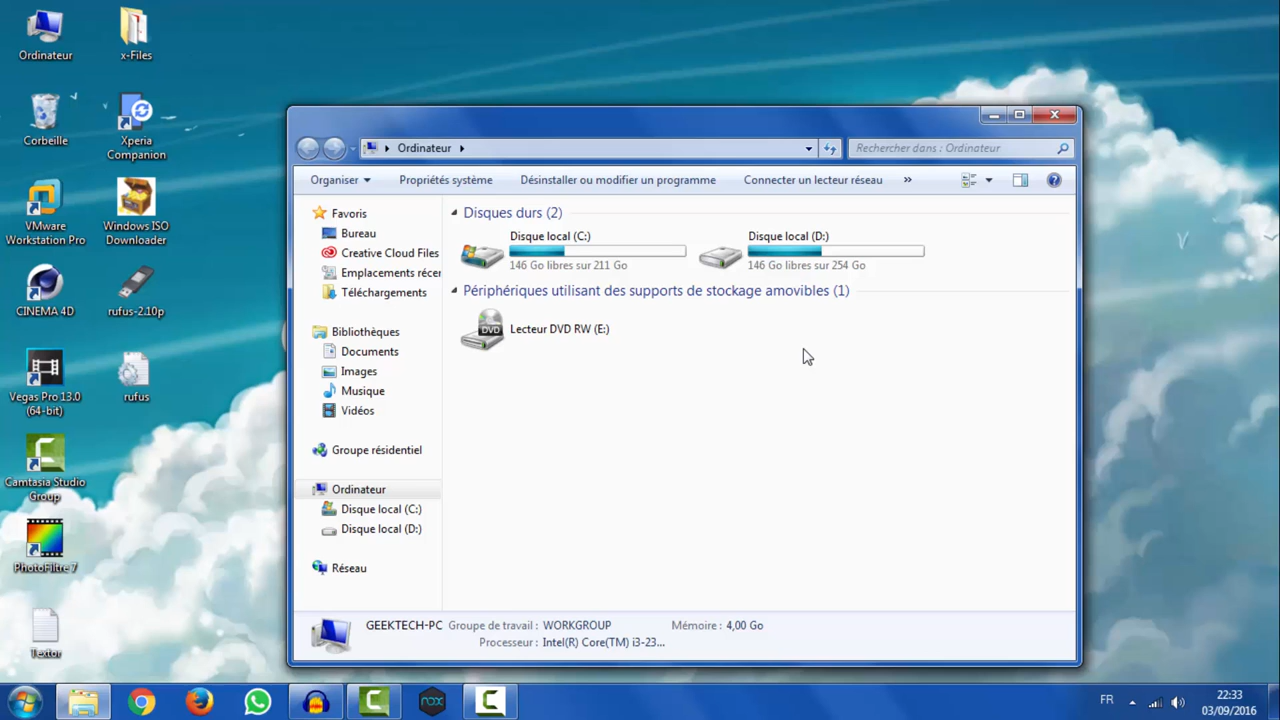 Ordinateur
x-Files
Corbeille
Xperia
Companion
VMware
Workstation Pro
Windows ISO
Downloader
CINEMA 4D
rufus-2.10p
Vegas Pro 13.0
(64-bit)
rufus
Camtasia Studio
Group
PhotoFiltre 7
Textor
Ordinateur
Rechercher dans : Ordinateur
Organiser
Propriétés système
Désinstaller ou modifier un programme
Connecter un lecteur réseau
»
Favoris
Bureau
Creative Cloud Files
Emplacements récer
Téléchargements
Bibliothèques
Documents
Images
Musique
Vidéos
Groupe résidentiel
Ordinateur
Disque local (C:)
Disque local (D:)
Réseau
Disques durs (2)
Disque local (C:)
146 Go libres sur 211 Go
Disque local (D:)
146 Go libres sur 254 Go
Périphériques utilisant des supports de stockage amovibles (1)
DVD
Lecteur DVD RW (E:)
GEEKTECH-PC Groupe de travail : WORKGROUP Mémoire : 4,00 Go
Processeur : Intel(R) Core(TM) i3-23...
nox
FR
22:33
03/09/2016